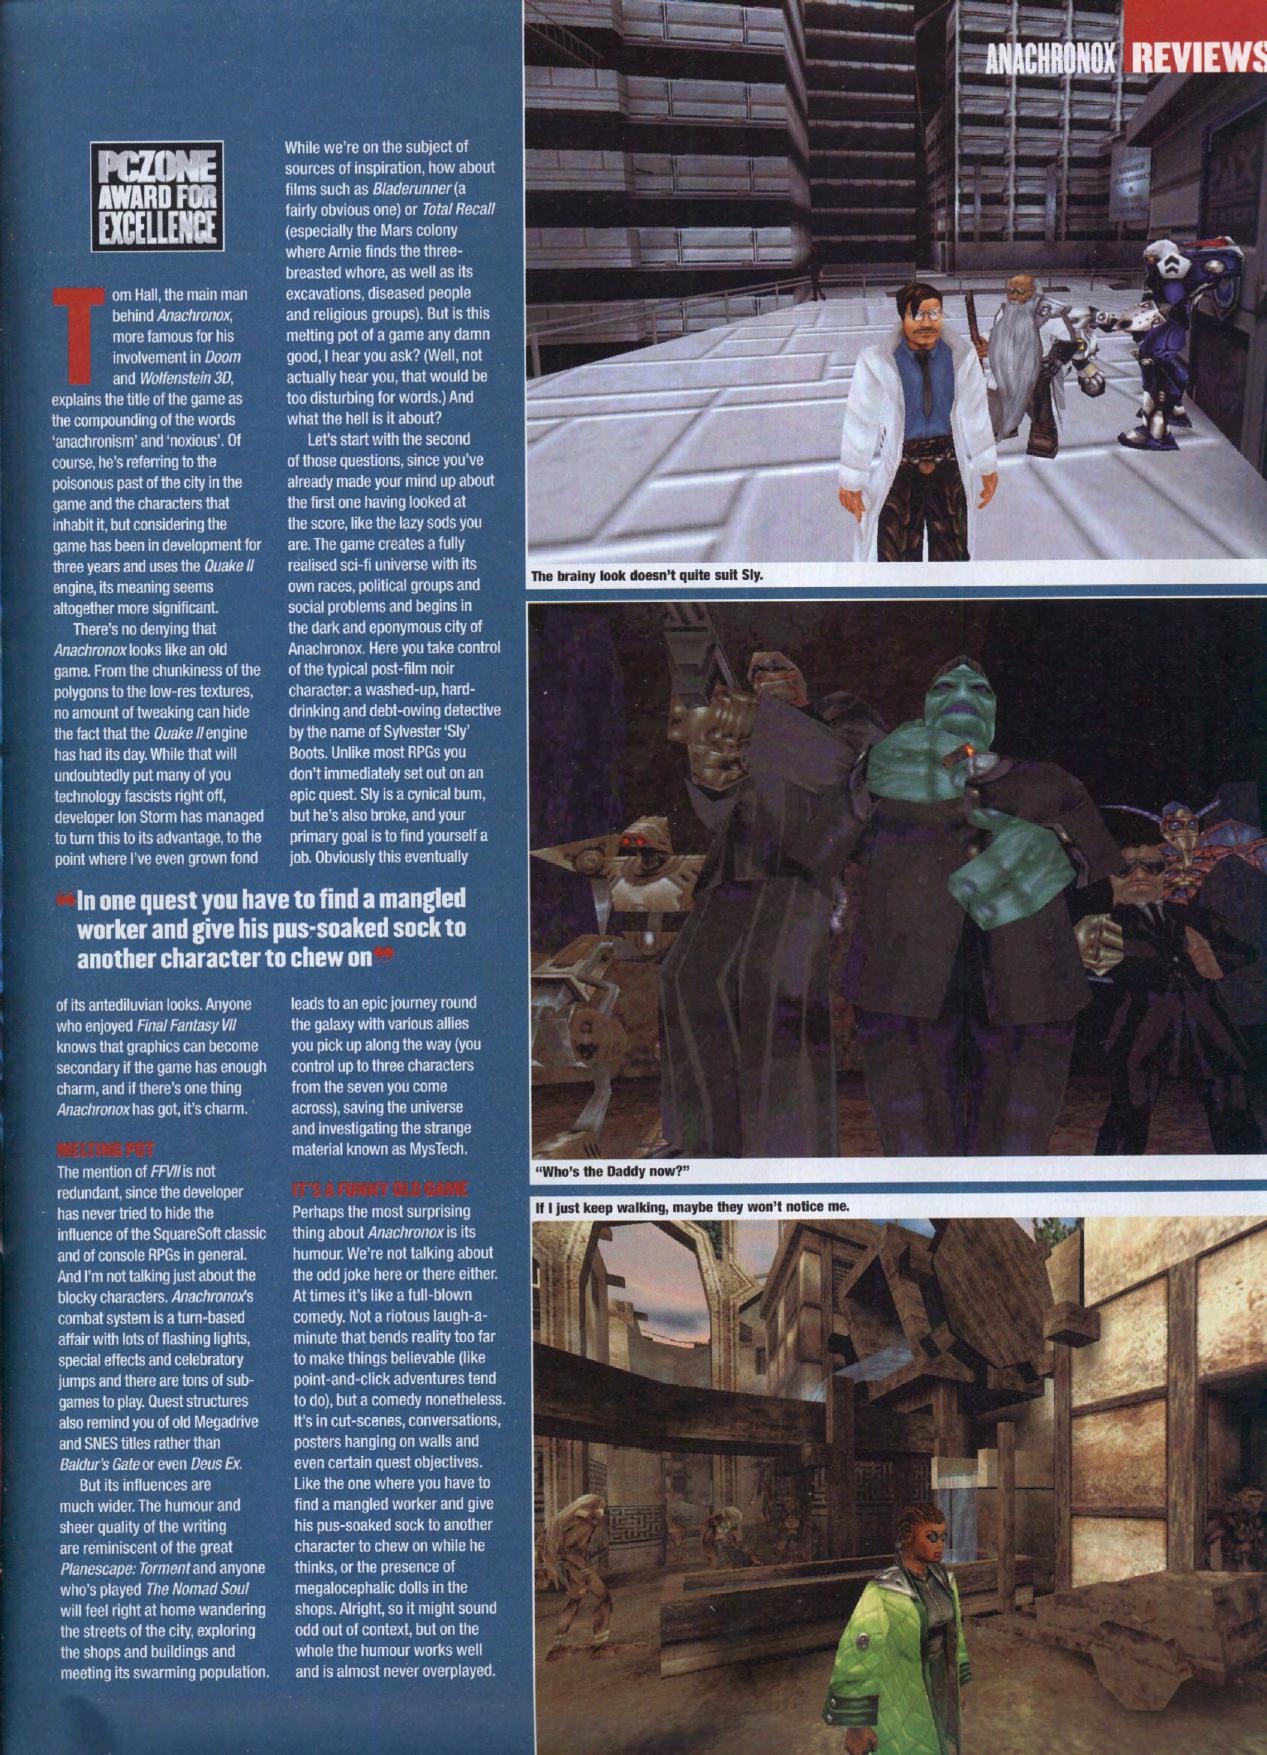 ANACHRONOX REVIEWS
PCZONE
AWARD FOR
EXCELLENCE
Tom Hall, the main man
behind Anachronox,
more famous for his
involvement in Doom
and Wolfenstein 3D,
explains the title of the game as
the compounding of the words
'anachronism' and 'noxious'. Of
course, he's referring to the
poisonous past of the city in the
game and the characters that
inhabit it, but considering the
game has been in development for
three years and uses the Quake II
engine, its meaning seems
altogether more significant.
There's no denying that
Anachronox looks like an old
game. From the chunkiness of the
polygons to the low-res textures,
no amount of tweaking can hide
the fact that the Quake II engine
has had its day. While that will
undoubtedly put many of you
technology fascists right off,
developer Ion Storm has managed
to turn this to its advantage, to the
point where I've even grown fond
of its antediluvian looks. Anyone
who enjoyed Final Fantasy VII
knows that graphics can become
secondary if the game has enough
charm, and if there's one thing
Anachronox has got, it's charm.
MELTING POT
The mention of FFVII is not
redundant, since the developer
has never tried to hide the
influence of the SquareSoft classic
and of console RPGs in general.
And I'm not talking just about the
blocky characters. Anachronox's
combat system is a turn-based
affair with lots of flashing lights,
special effects and celebratory
jumps and there are tons of sub-
games to play. Quest structures
also remind you of old Megadrive
and SNES titles rather than
Baldur's Gate or even Deus Ex.
But its influences are
much wider. The humour and
sheer quality of the writing
are reminiscent of the great
Planescape: Torment and anyone
who's played The Nomad Soul
will feel right at home wandering
the streets of the city, exploring
the shops and buildings and
meeting its swarming population.
While we're on the subject of
sources of inspiration, how about
films such as Bladerunner (a
fairly obvious one) or Total Recall
(especially the Mars colony
where Arnie finds the three-
breasted whore, as well as its
excavations, diseased people
and religious groups). But is this
melting pot of a game any damn
good, I hear you ask? (Well, not
actually hear you, that would be
too disturbing for words.) And
what the hell is it about?
Let's start with the second
of those questions, since you've
already made your mind up about
the first one having looked at
the score, like the lazy sods you
are. The game creates a fully
realised sci-fi universe with its
own races, political groups and
social problems and begins in
the dark and eponymous city of
Anachronox. Here you take control
of the typical post-film noir
character: a washed-up, hard-
drinking and debt-owing detective
by the name of Sylvester 'Sly'
Boots. Unlike most RPGs you
don't immediately set out on an
epic quest. Sly is a cynical bum,
but he's also broke, and your
primary goal is to find yourself a
job. Obviously this eventually
leads to an epic journey round
the galaxy with various allies
you pick up along the way (you
control up to three characters
from the seven you come
across), saving the universe
and investigating the strange
material known as MysTech.
IT'S A FUNNY OLD GAME
Perhaps the most surprising
thing about Anachronox is its
humour. We're not talking about
the odd joke here or there either.
At times it's like a full-blown
comedy. Not a riotous laugh-a-
minute that bends reality too far
to make things believable (like
point-and-click adventures tend
to do), but a comedy nonetheless.
It's in cut-scenes, conversations,
posters hanging on walls and
even certain quest objectives.
Like the one where you have to
find a mangled worker and give
his pus-soaked sock to another
character to chew on while he
thinks, or the presence of
megalocephalic dolls in the
shops. Alright, so it might sound
odd out of context, but on the
whole the humour works well
and is almost never overplayed.
“In one quest you have to find a mangled
worker and give his pus-soaked sock to
another character to chew on”
The brainy look doesn't quite suit Sly.
“Who's the Daddy now?”
If I just keep walking, maybe they won't notice me.